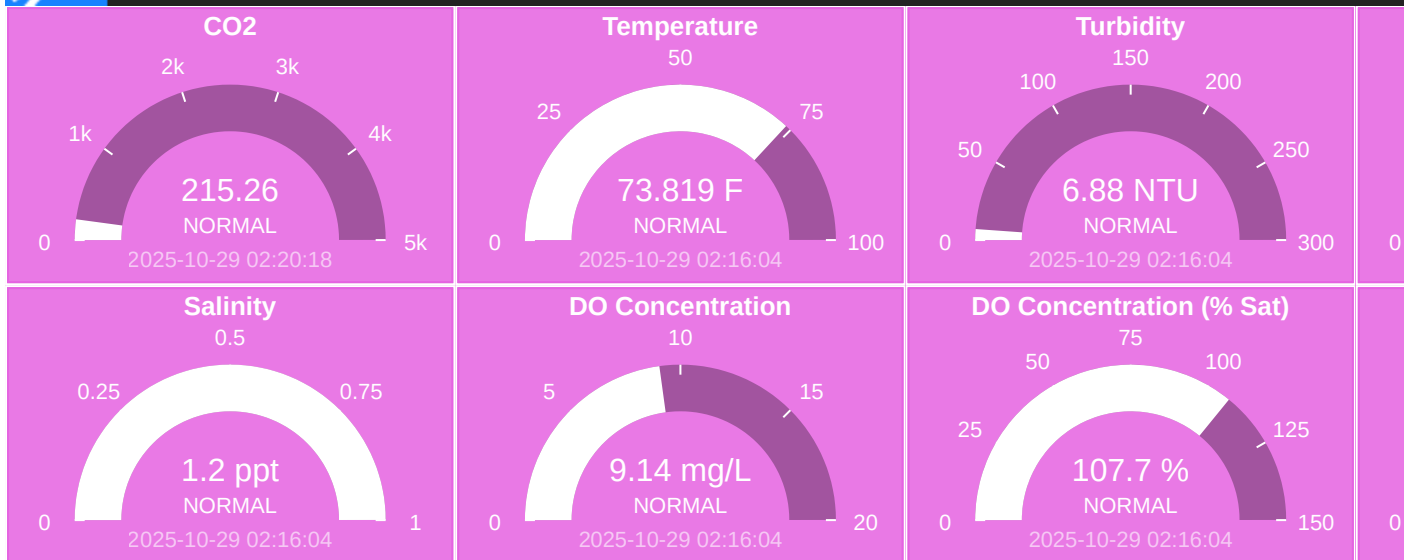 CO2
2k
3k
1k
4k
215.26
NORMAL
0
5k
2025-10-29 02:20:18
Temperature
50
25
75
73.819 F
NORMAL
0
100
2025-10-29 02:16:04
Turbidity
150
100
200
50
250
6.88 NTU
NORMAL
0
300
2025-10-29 02:16:04
0
Salinity
0.5
0.25
0.75
1.2 ppt
NORMAL
0
1
2025-10-29 02:16:04
DO Concentration
10
5
15
9.14 mg/L
NORMAL
0
20
2025-10-29 02:16:04
DO Concentration (% Sat)
75
50
100
25
125
107.7 %
NORMAL
0
150
2025-10-29 02:16:04
0